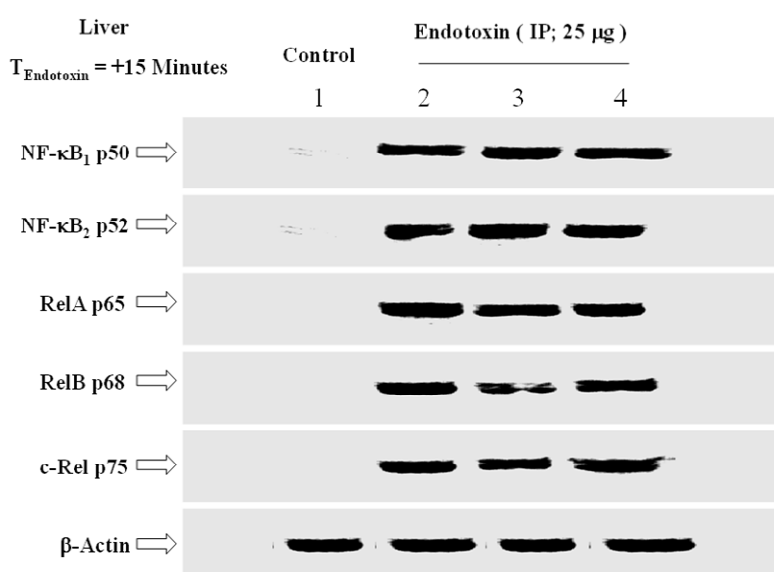 Liver
T Endotoxin = +15 Minutes
Control
Endotoxin ( IP; 25 µg )
1 2 3 4
NF-κB1 p50
NF-κB2 p52
RelA p65
RelB p68
c-Rel p75
β-Actin